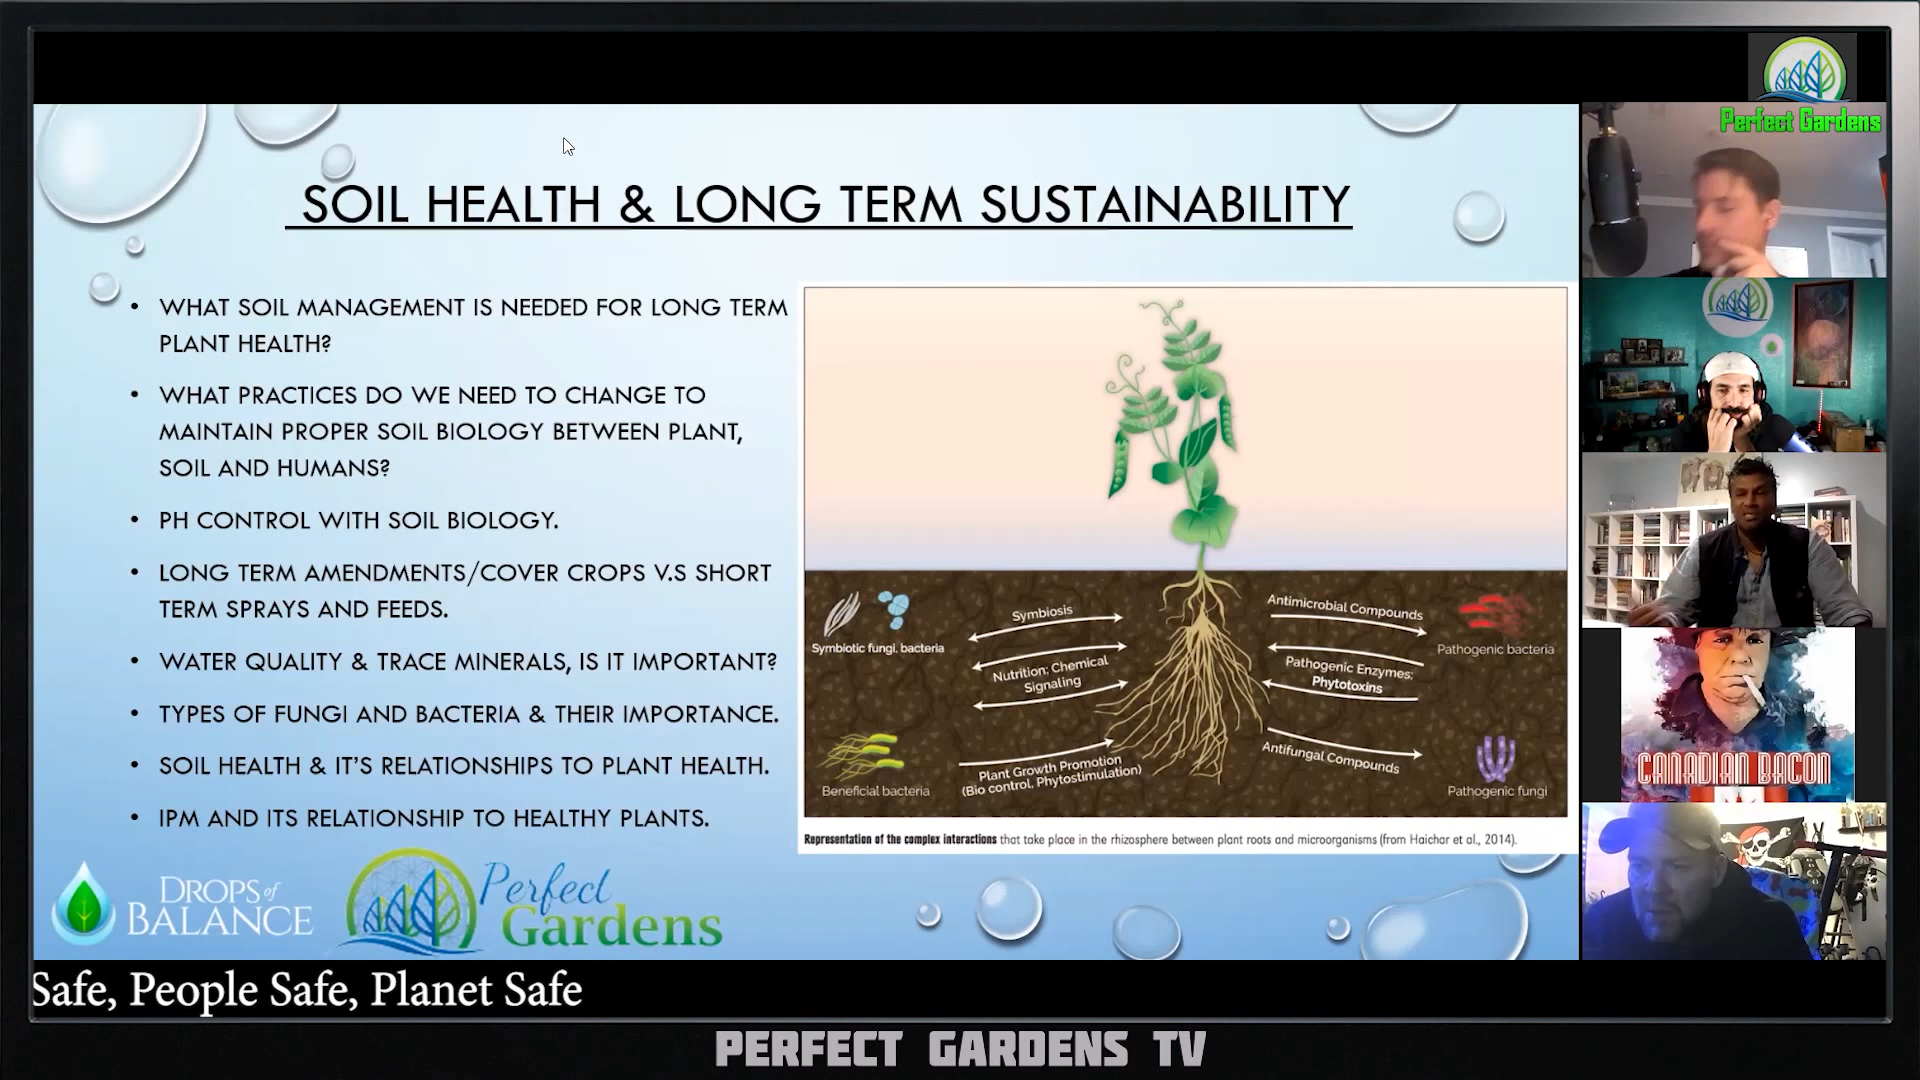 Perfect Gardens
SOIL HEALTH & LONG TERM SUSTAINABILITY
• WHAT SOIL MANAGEMENT IS NEEDED FOR LONG TERM
PLANT HEALTH?
• WHAT PRACTICES DO WE NEED TO CHANGE TO
MAINTAIN PROPER SOIL BIOLOGY BETWEEN PLANT,
SOIL AND HUMANS?
• PH CONTROL WITH SOIL BIOLOGY.
• LONG TERM AMENDMENTS/COVER CROPS V.S SHORT
TERM SPRAYS AND FEEDS.
• WATER QUALITY & TRACE MINERALS, IS IT IMPORTANT?
• TYPES OF FUNGI AND BACTERIA & THEIR IMPORTANCE.
• SOIL HEALTH & IT'S RELATIONSHIPS TO PLANT HEALTH.
• IPM AND ITS RELATIONSHIP TO HEALTHY PLANTS.
Symbiotic fungi, bacteria
Symbiosis
Nutrition; Chemical
Signaling
Beneficial bacteria
Plant Growth Promotion
(Bio control, Phytostimulation)
Antimicrobial Compounds
Pathogenic bacteria
Pathogenic Enzymes;
Phytotoxins
Antifungal Compounds
Pathogenic fungi
Representation of the complex interactions that take place in the rhizosphere between plant roots and microorganisms (from Haichar et al., 2014).
DROPS of
BALANCE
Perfect
Gardens
CANADIAN BACON
Safe, People Safe, Planet Safe
PERFECT GARDENS TV